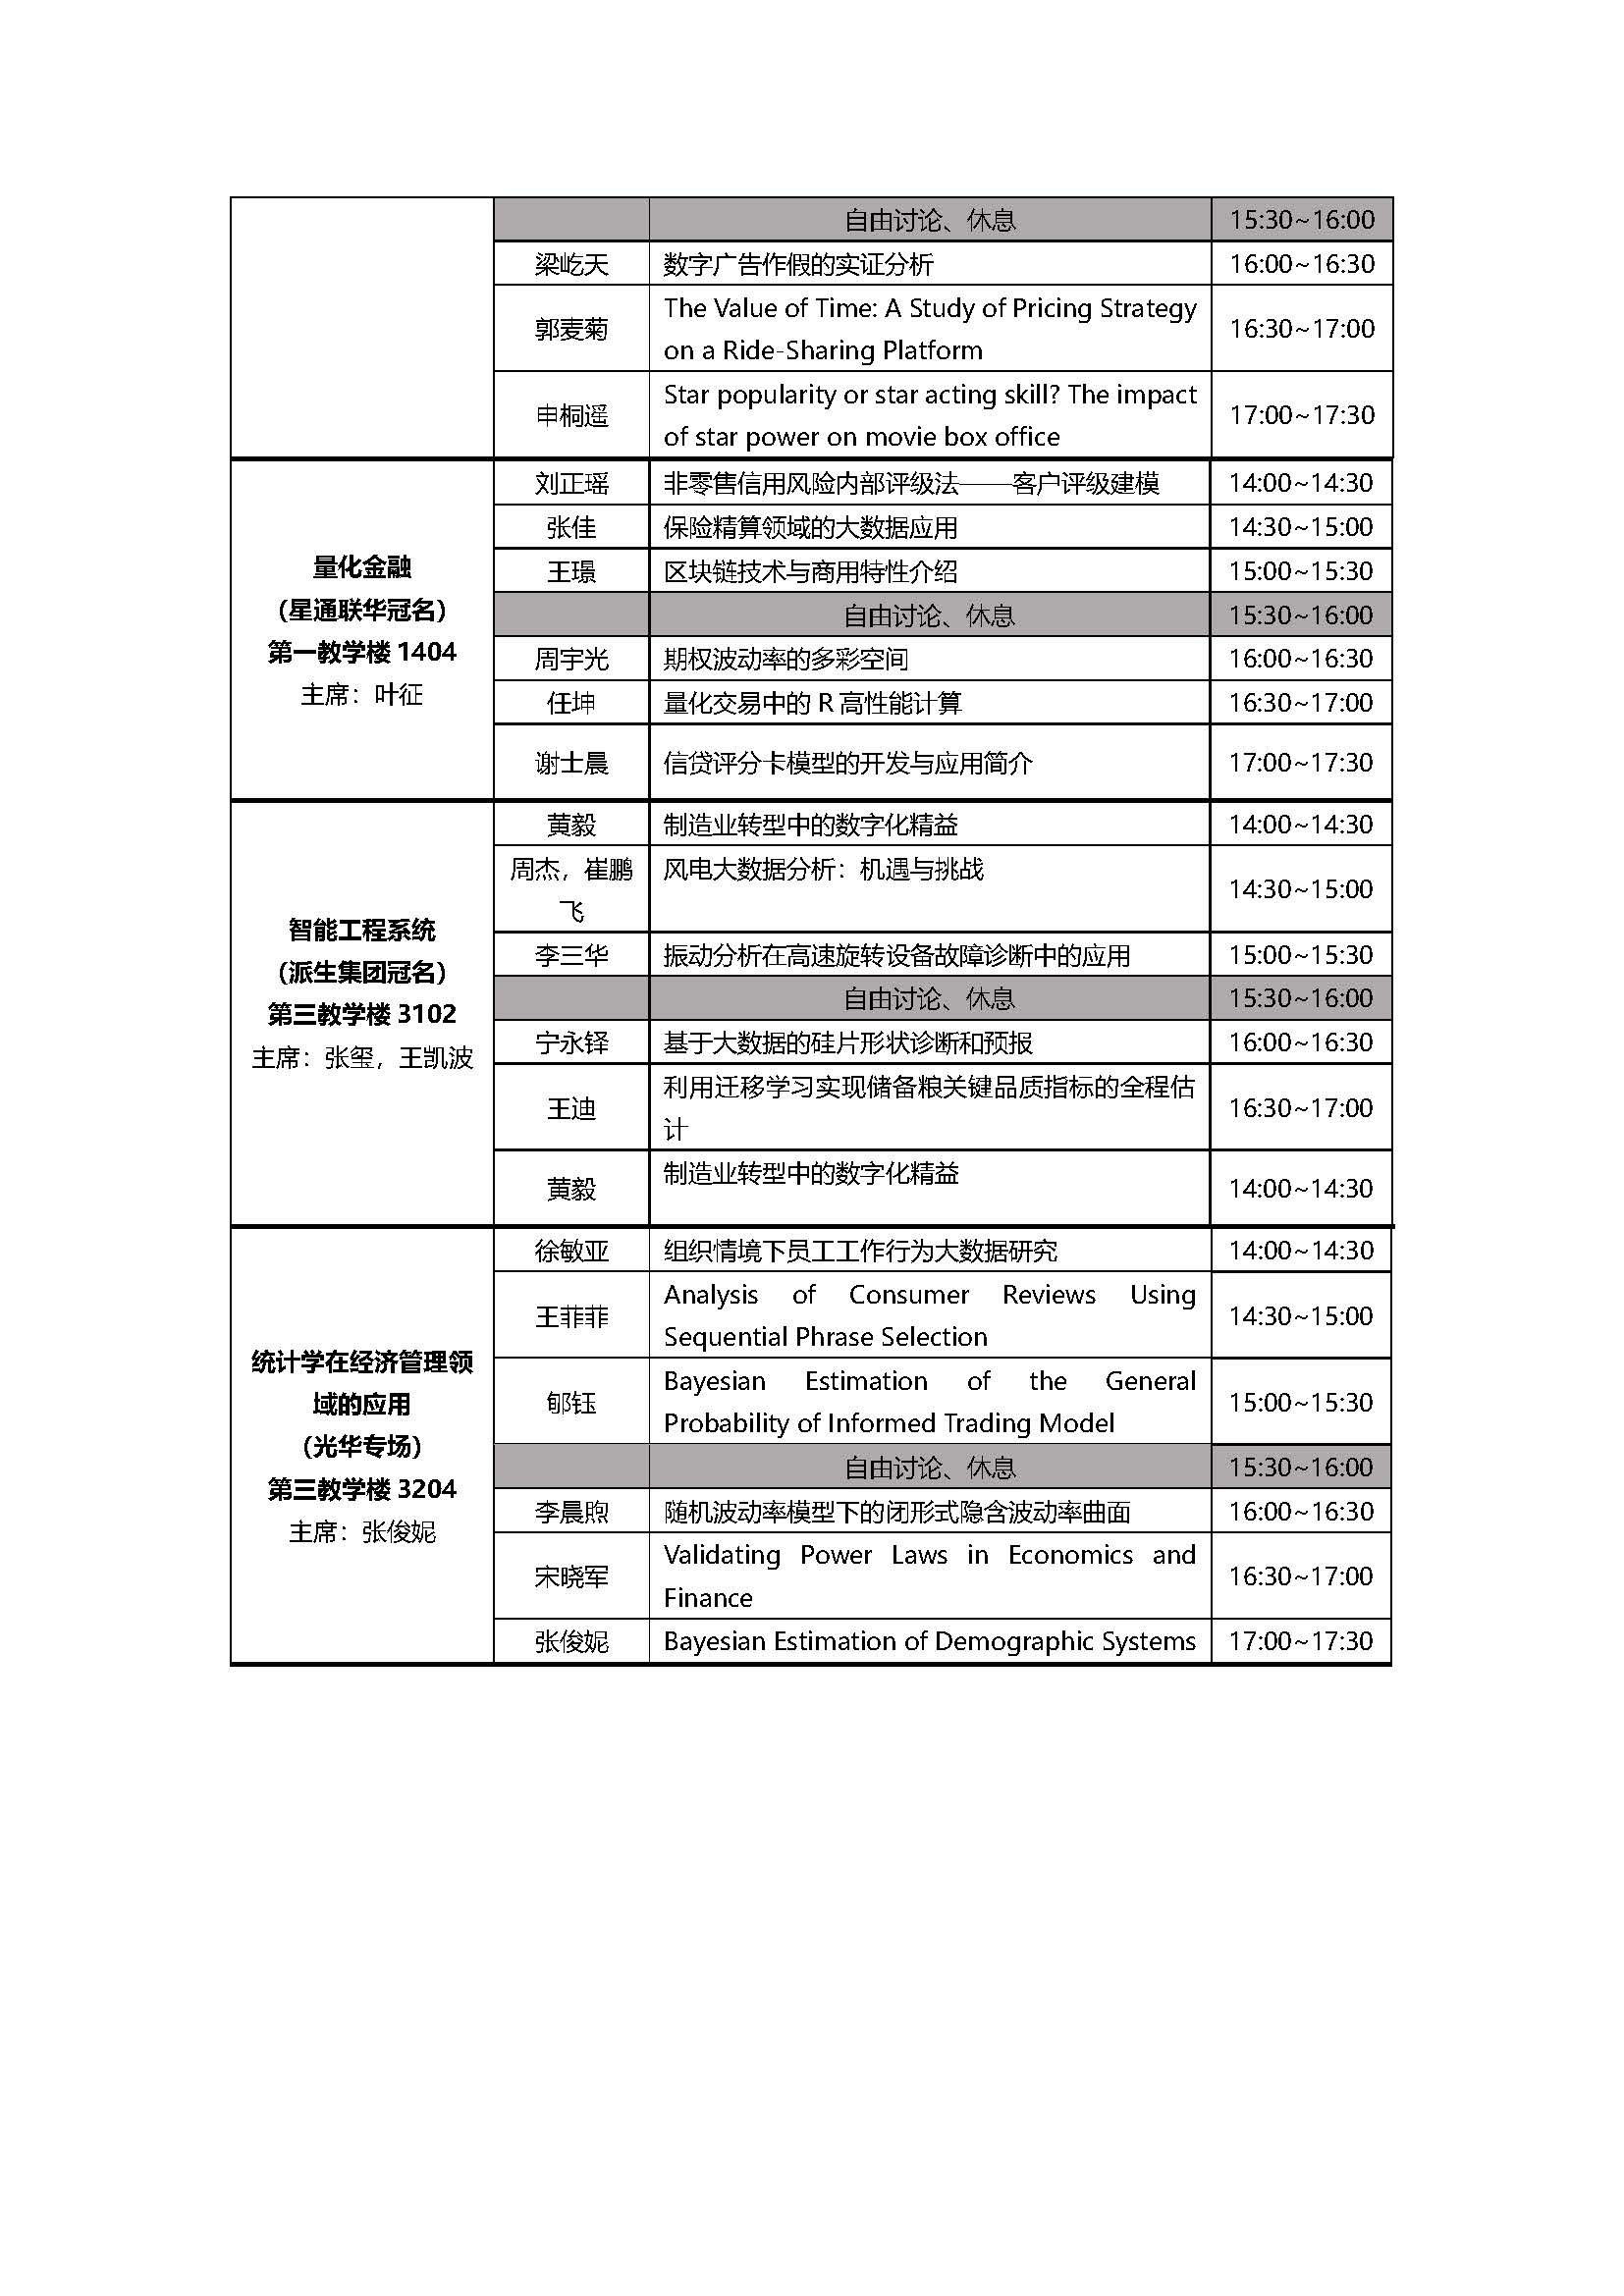 自由讨论、休息 15:30~16:00
梁屹天 数字广告作假的实证分析 16:00~16:30
郭麦菊 The Value of Time: A Study of Pricing Strategy
on a Ride-Sharing Platform 16:30~17:00
申桐遥 Star popularity or star acting skill? The impact
of star power on movie box office 17:00~17:30
量化金融
（星通联华冠名）
第一教学楼 1404
主席：叶征
刘正瑶 非零售信用风险内部评级法——客户评级建模 14:00~14:30
张佳 保险精算领域的大数据应用 14:30~15:00
王璟 区块链技术与商用特性介绍 15:00~15:30
自由讨论、休息 15:30~16:00
周宇光 期权波动率的多彩空间 16:00~16:30
任坤 量化交易中的 R 高性能计算 16:30~17:00
谢士晨 信贷评分卡模型的开发与应用简介 17:00~17:30
智能工程系统
（派生集团冠名）
第三教学楼 3102
主席：张玺，王凯波
黄毅 制造业转型中的数字化精益 14:00~14:30
周杰，崔鹏
飞 风电大数据分析：机遇与挑战 14:30~15:00
李三华 振动分析在高速旋转设备故障诊断中的应用 15:00~15:30
自由讨论、休息 15:30~16:00
宁永铎 基于大数据的硅片形状诊断和预报 16:00~16:30
王迪 利用迁移学习实现储备粮关键品质指标的全程估
计 16:30~17:00
黄毅 制造业转型中的数字化精益 14:00~14:30
统计学在经济管理领
域的应用
（光华专场）
第三教学楼 3204
主席：张俊妮
徐敏亚 组织情境下员工工作行为大数据研究 14:00~14:30
王菲菲 Analysis of Consumer Reviews Using
Sequential Phrase Selection 14:30~15:00
郇钰 Bayesian Estimation of the General
Probability of Informed Trading Model 15:00~15:30
自由讨论、休息 15:30~16:00
李晨煦 随机波动率模型下的闭形式隐含波动率曲面 16:00~16:30
宋晓军 Validating Power Laws in Economics and
Finance 16:30~17:00
张俊妮 Bayesian Estimation of Demographic Systems 17:00~17:30